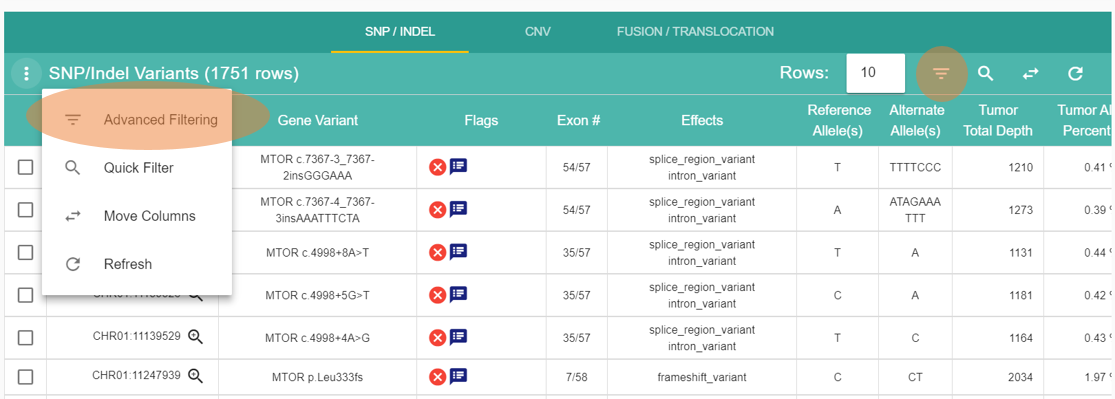 SNP / INDEL CNV FUSION / TRANSLOCATION
SNP/Indel Variants (1751 rows) Rows: 10
Advanced Filtering
Quick Filter
Move Columns
Refresh
Gene Variant Flags Exon # Effects Reference Allele(s) Alternate Allele(s) Tumor Total Depth Tumor Al Percent
MTOR c.7367-3_7367-
2insGGGAAA
54/57
splice_region_variant
intron_variant
T TTTTCCC 1210 0.41 %
MTOR c.7367-4_7367-
3insAAATTTCTA
54/57
splice_region_variant
intron_variant
A
ATAGAAA
TTT
1273 0.39 %
MTOR c.4998+8A>T 35/57
splice_region_variant
intron_variant
T A 1131 0.44 %
MTOR c.4998+5G>T 35/57
splice_region_variant
intron_variant
C A 1181 0.42 %
CHR01:11139529 MTOR c.4998+4A>G 35/57
splice_region_variant
intron_variant
T C 1164 0.43 %
CHR01:11247939 MTOR p.Leu333fs 7/58 frameshift_variant C CT 2034 1.97 %